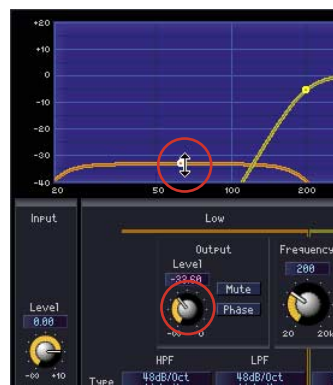 +20
+10
0
-10
-20
-30
-40
20 50 100 200
Input Low
Output Frequency
Level 200
-33.60 Mute
Phase
Level
0.00
-∞ 0 20 20k
HPF LPF
-∞ +10 Type 48dB/Oct 48dB/Oct